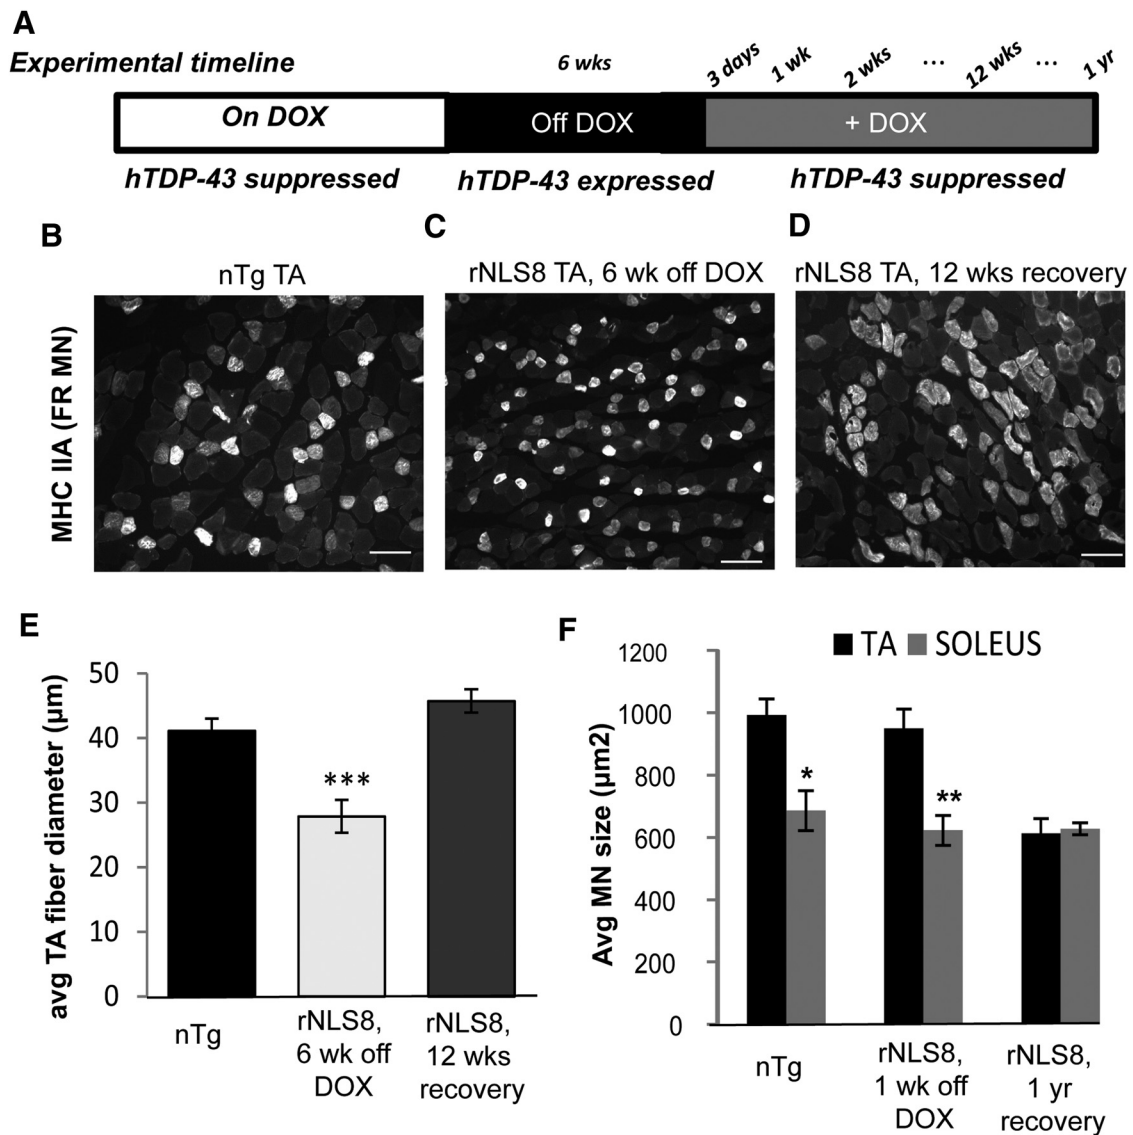 A
Experimental timeline
6 wks
3 days
1 wk
2 wks
...
12 wks
...
1 yr
On DOX
Off DOX
+ DOX
hTDP-43 suppressed
hTDP-43 expressed
hTDP-43 suppressed
B
C
D
nTg TA
rNLS8 TA, 6 wk off DOX
rNLS8 TA, 12 wks recovery
MHC IIA (FR MN)
E
avg TA fiber diameter (µm)
50
40
30
20
10
0
***
nTg
rNLS8,
6 wk off
DOX
rNLS8,
12 wks
recovery
F
TA
SOLEUS
Avg MN size (µm2)
1200
1000
800
600
400
200
0
*
**
nTg
rNLS8,
1 wk off
DOX
rNLS8,
1 yr
recovery